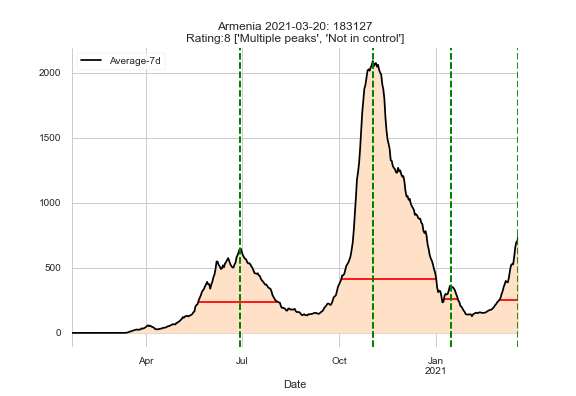 Armenia 2021-03-20: 183127
Rating:8 ['Multiple peaks', 'Not in control']
Average-7d
2000
1500
1000
500
0
Apr
Jul
Oct
Jan
2021
Date